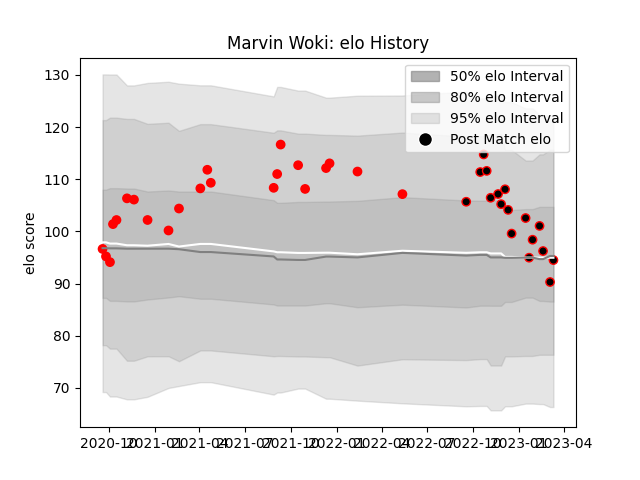 Marvin Woki: elo History
50% elo Interval
80% elo Interval
95% elo Interval
Post Match elo
elo score
130
120
110
100
90
80
70
2020-10 2021-01 2021-04 2021-07 2021-10 2022-01 2022-04 2022-07 2022-10 2023-01 2023-04